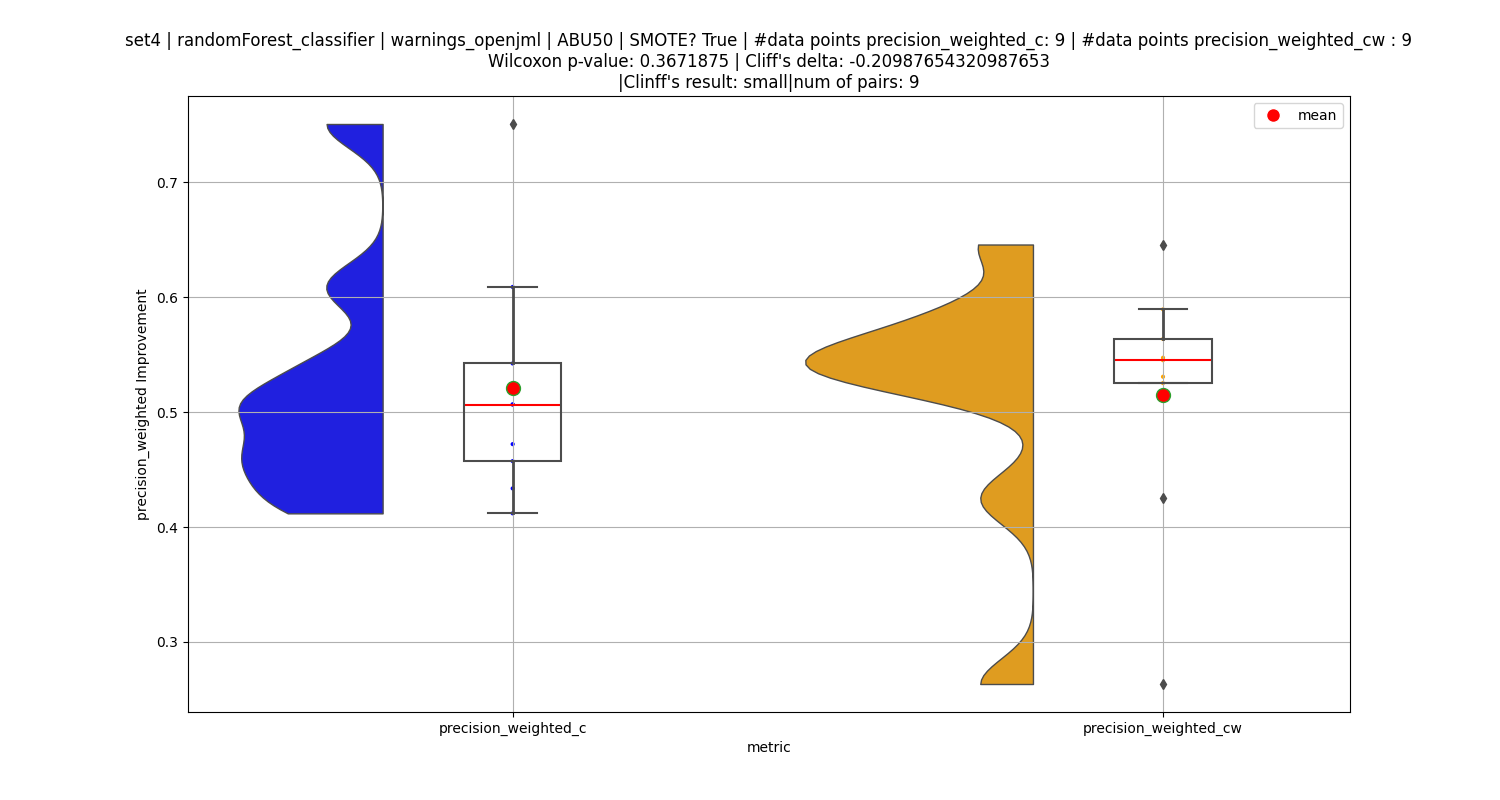 set4 | randomForest_classifier | warnings_openjml | ABU50 | SMOTE? True | #data points precision_weighted_c: 9 | #data points precision_weighted_cw : 9
Wilcoxon p-value: 0.3671875 | Cliff's delta: -0.20987654320987653
|Clinff's result: small|num of pairs: 9
mean
0.7
0.6
0.5
0.4
0.3
precision_weighted Improvement
precision_weighted_c
precision_weighted_cw
metric